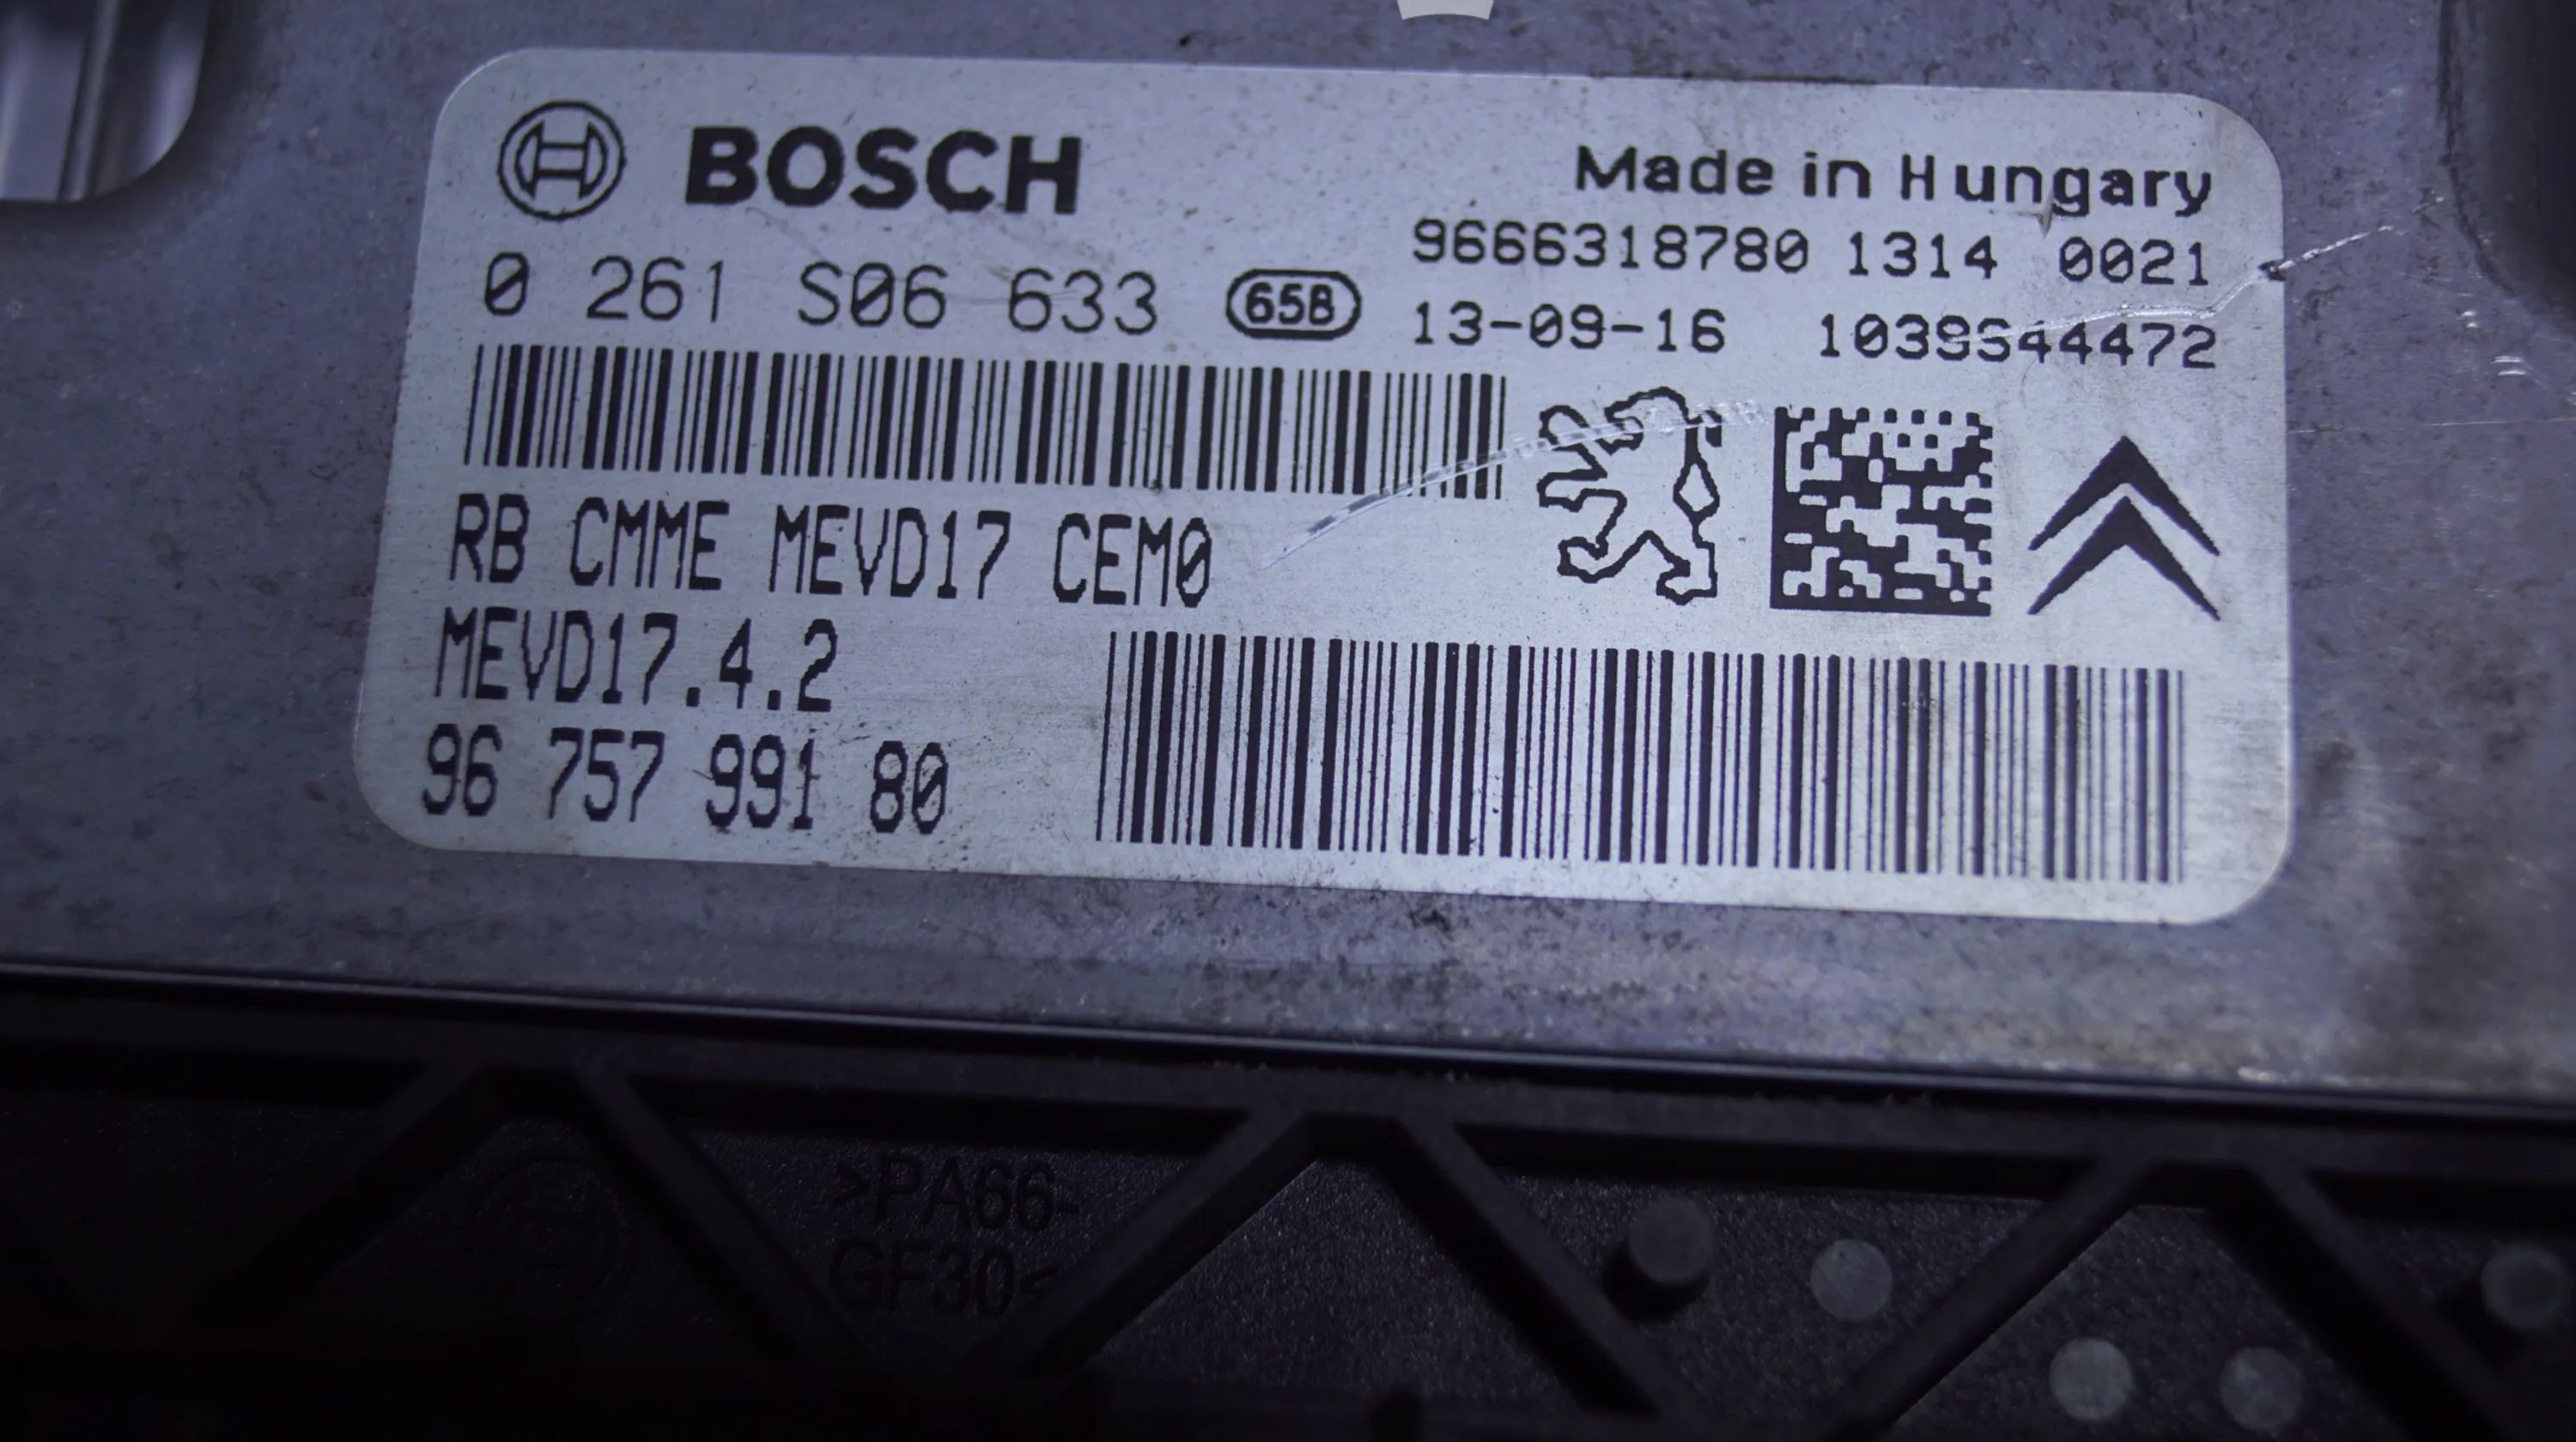 BOSCH
Made in Hungary
0 261 S06 633 65B
9666318780 1314 0021
13-09-16
RB CMME MEVD17 CEM0
MEVD17.4.2
96 757 991 80
>PA66-
GF30<